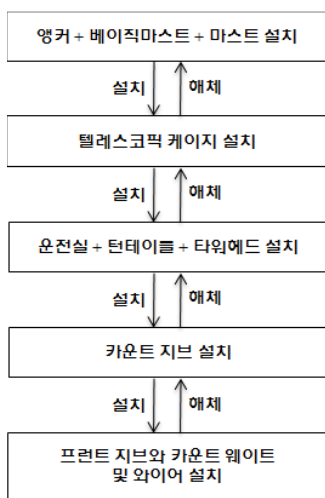 앵커 + 베이직마스트 + 마스트 설치
설치 해체
텔레스코픽 케이지 설치
설치 해체
운전실 + 턴테이블 + 타워헤드 설치
설치 해체
카운트 지브 설치
설치 해체
프런트 지브와 카운트 웨이트
및 와이어 설치